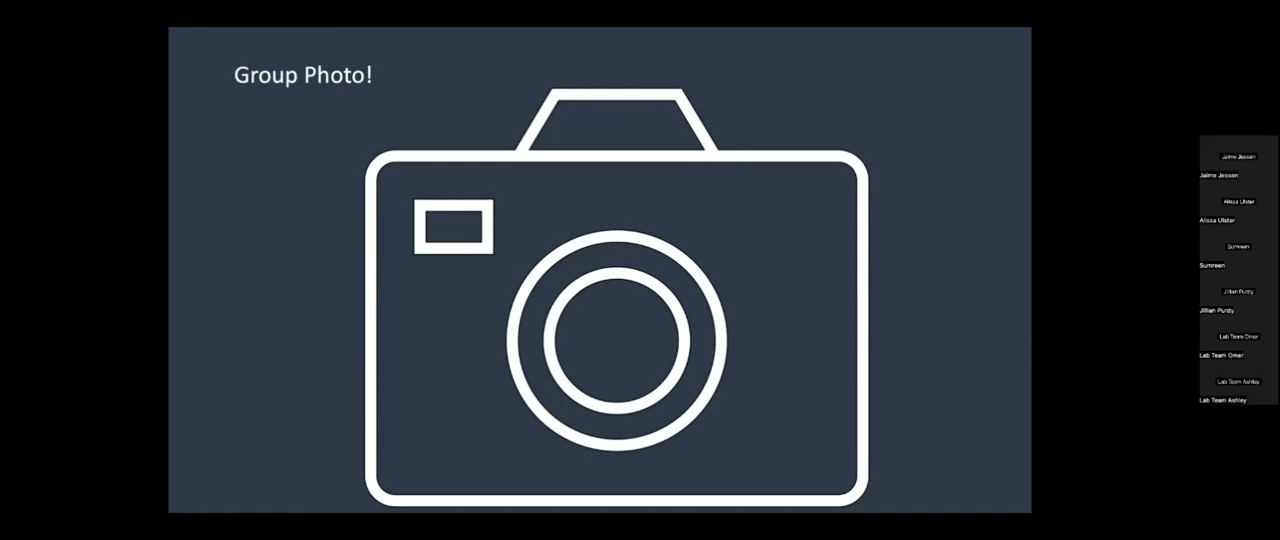 Group Photo!
Jaime Jessen
Jaime Jessen
Alissa Ulster
Alissa Ulster
Sumreen
Sumreen
Jillian Purdy
Jillian Purdy
Lab Team Omer
Lab Team Omer
Lab Team Ashley
Lab Team Ashley